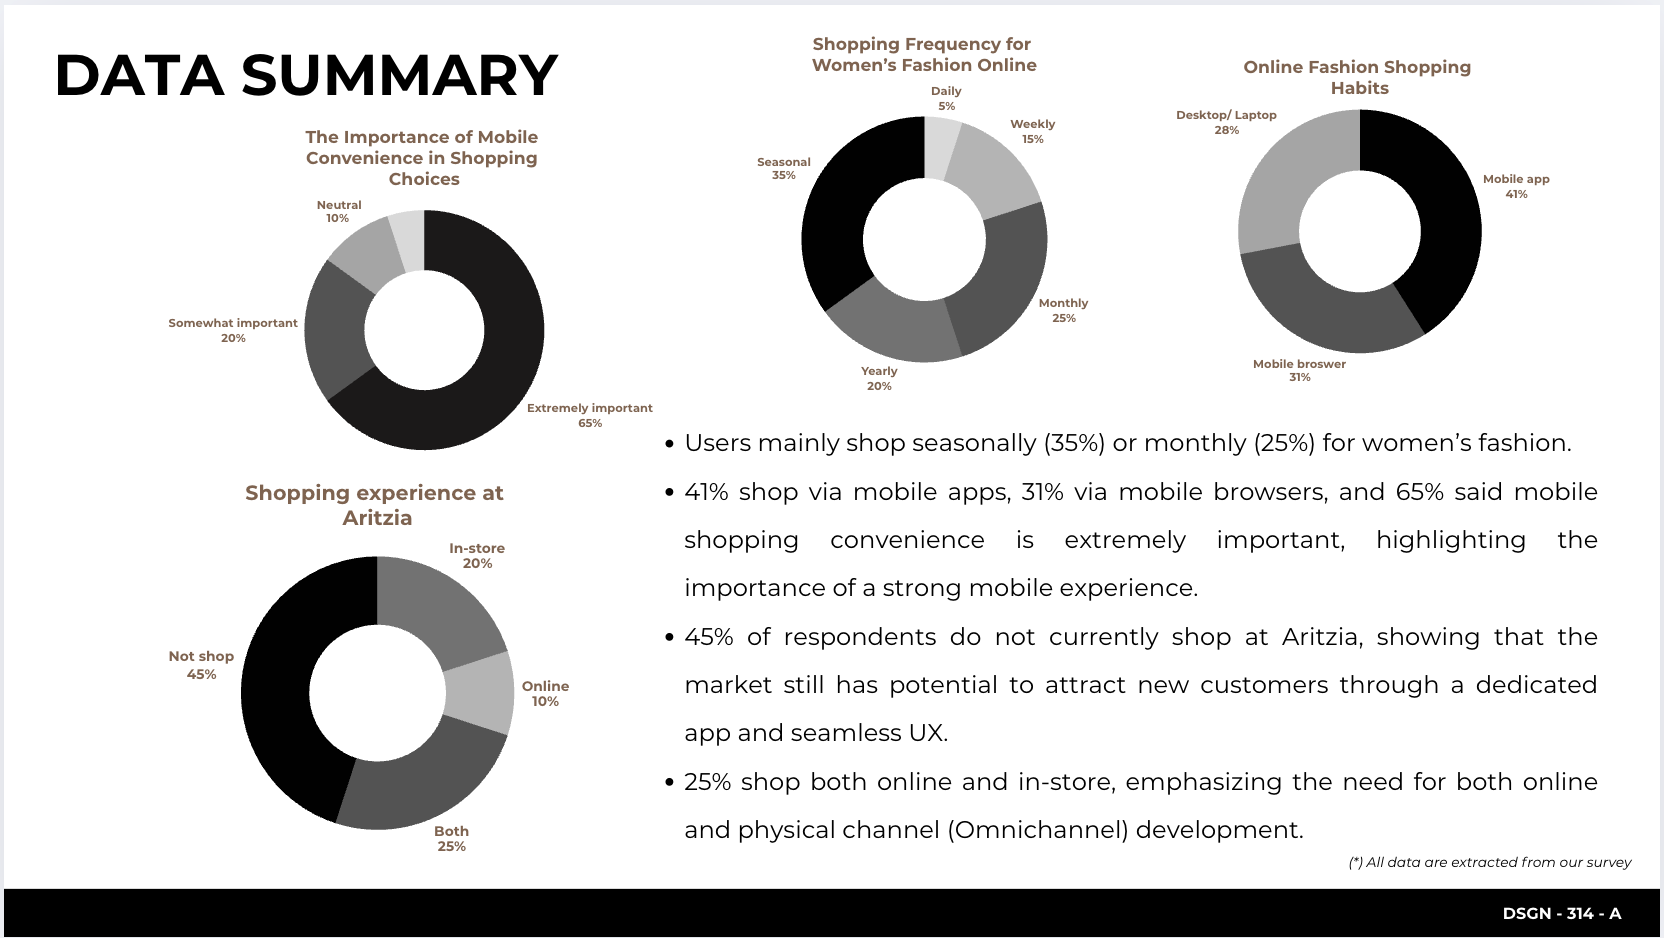 DATA SUMMARY
The Importance of Mobile
Convenience in Shopping
Choices
Neutral
10%
Somewhat important
20%
Extremely important
65%
Shopping Frequency for
Women's Fashion Online
Daily
5%
Weekly
15%
Seasonal
35%
Monthly
25%
Yearly
20%
Online Fashion Shopping
Habits
Desktop/ Laptop
28%
Mobile app
41%
Mobile broswer
31%
Shopping experience at
Aritzia
In-store
20%
Not shop
45%
Online
10%
Both
25%
• Users mainly shop seasonally (35%) or monthly (25%) for women's fashion.
• 41% shop via mobile apps, 31% via mobile browsers, and 65% said mobile
shopping convenience is extremely important, highlighting the
importance of a strong mobile experience.
• 45% of respondents do not currently shop at Aritzia, showing that the
market still has potential to attract new customers through a dedicated
app and seamless UX.
• 25% shop both online and in-store, emphasizing the need for both online
and physical channel (Omnichannel) development.
(*) All data are extracted from our survey
DSGN - 314 - A